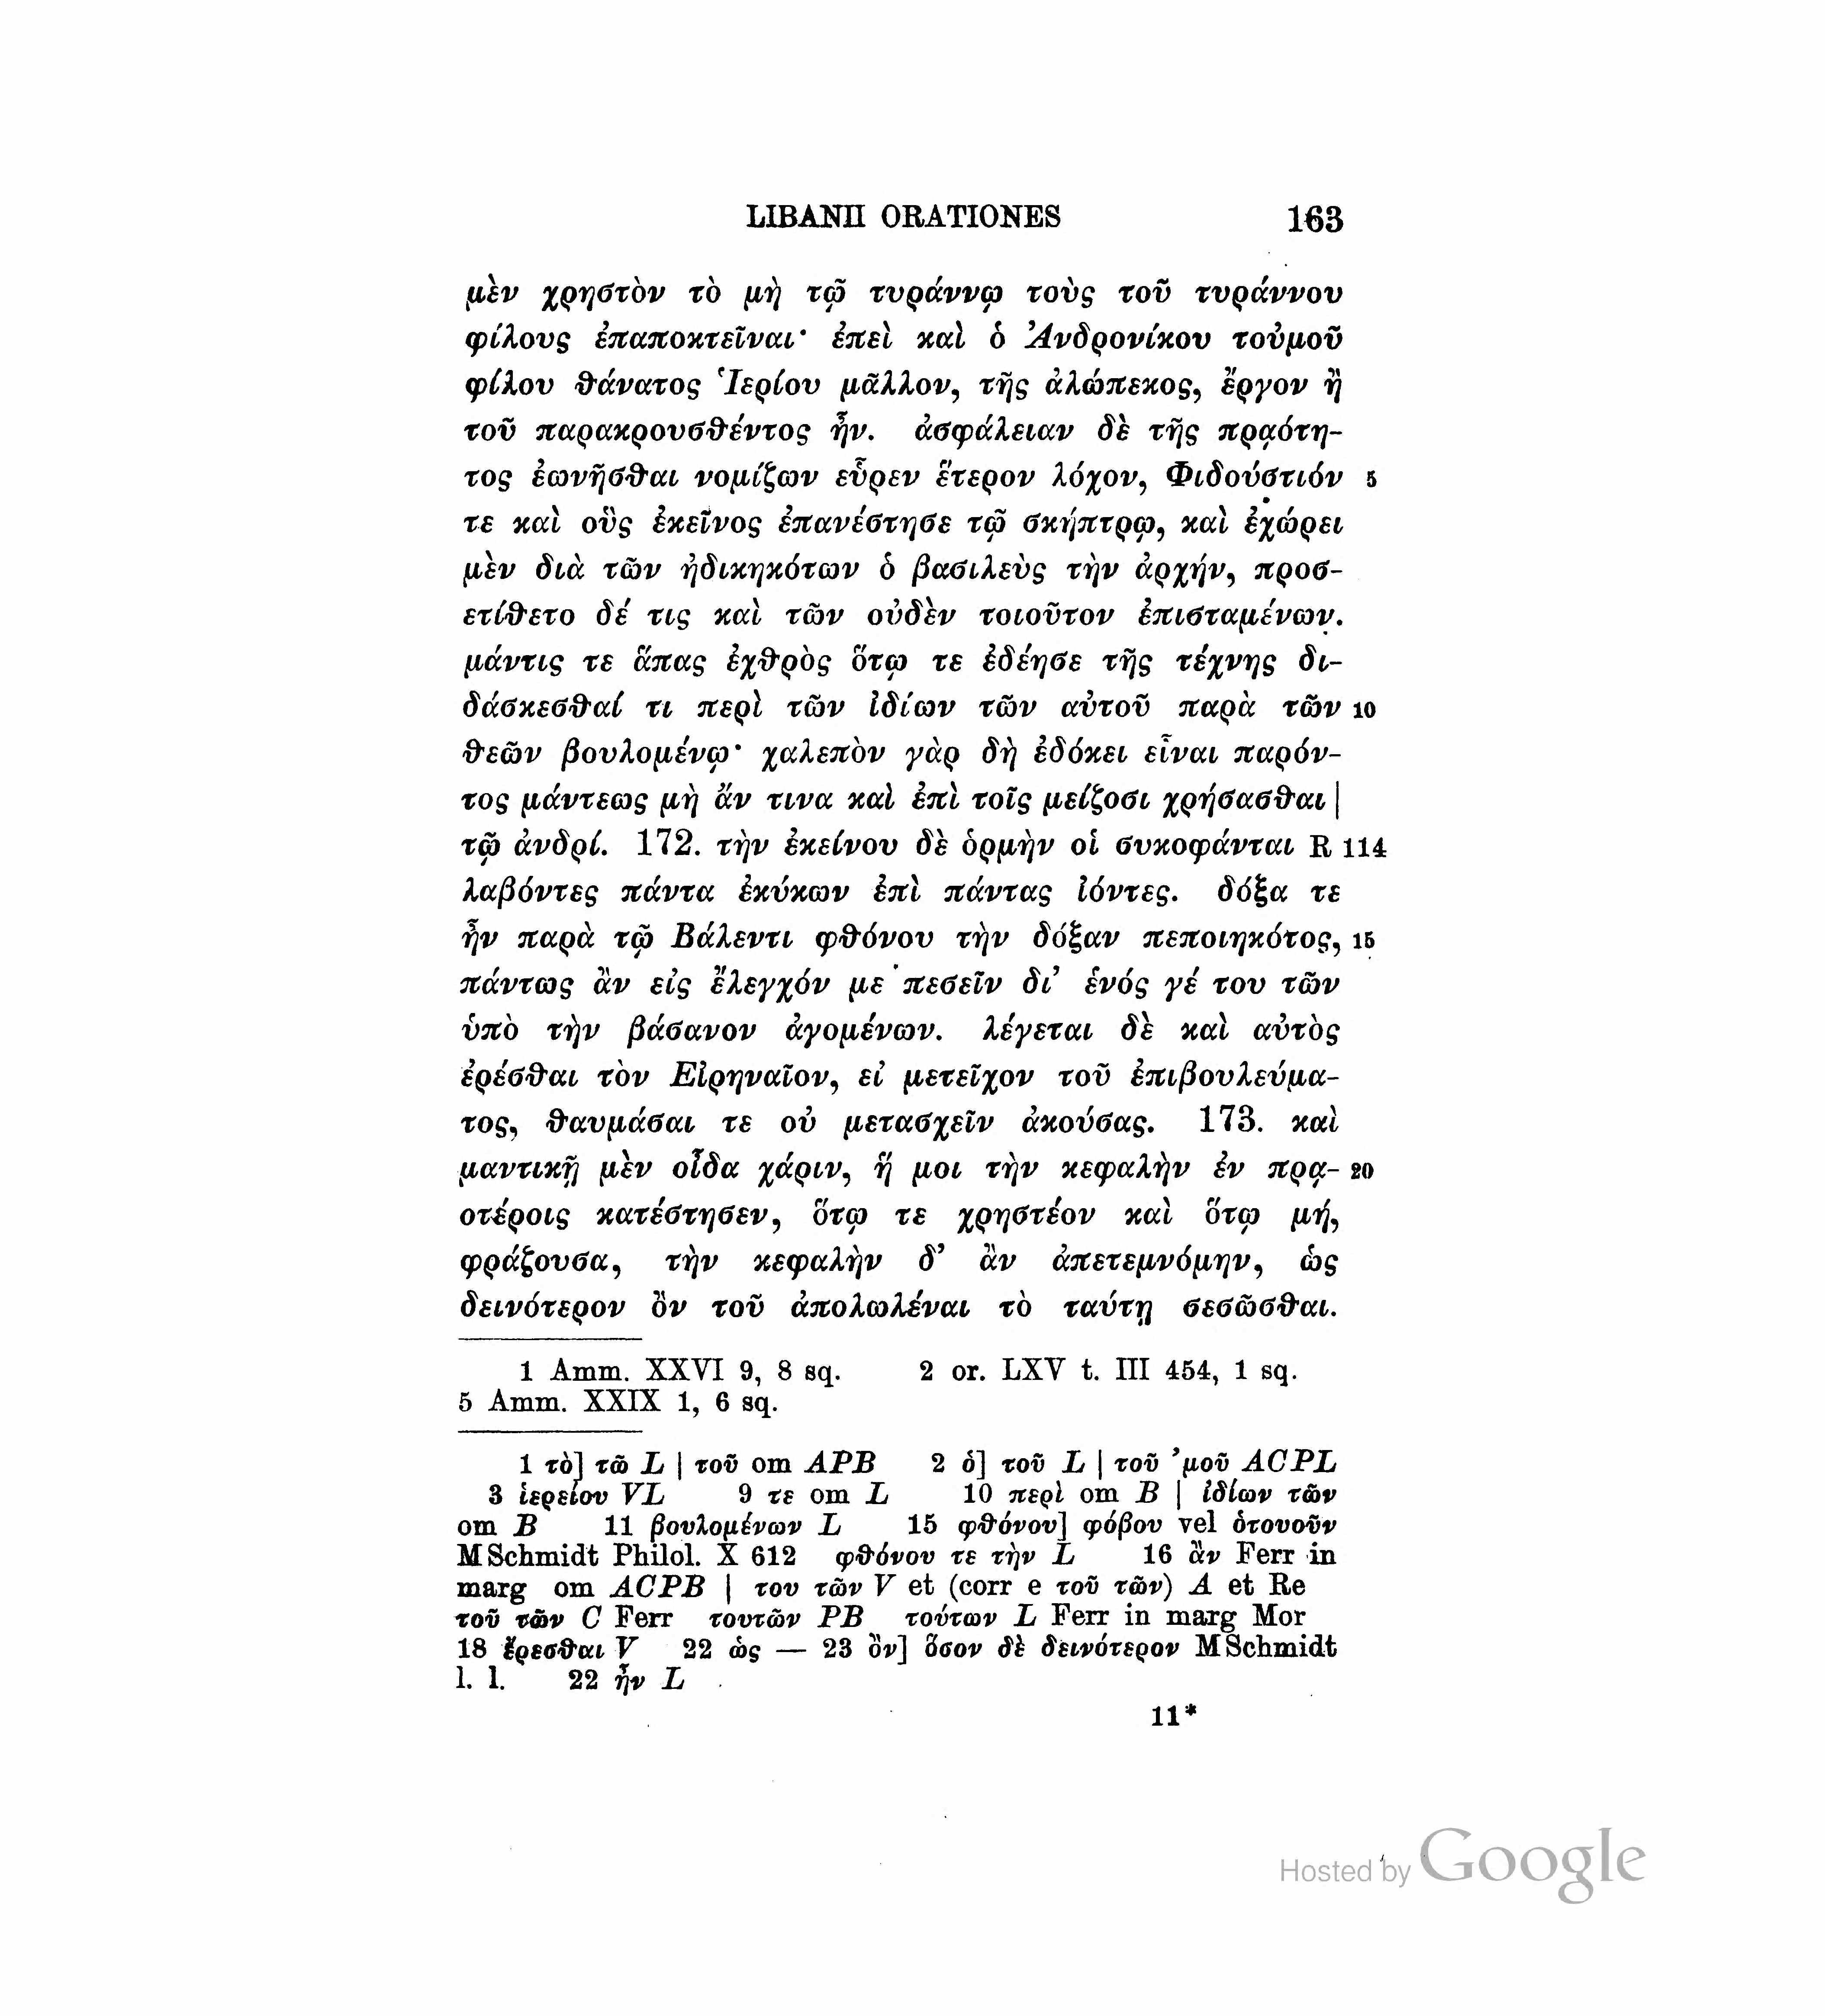 LIBANII ORATIONES 163
μὲν χρηστὸν τὸ μὴ τῷ τυράννῳ τοὺς τοῦ τυράννου
φίλους ἐπαποκτεῖναι· ἐπεὶ καὶ ὁ Ἀνδρονίκου τοὐμοῦ
φίλου θάνατος Ἱερίου μᾶλλον, τῆς ἀλώπεκος, ἔργον ἢ
τοῦ παρακρουσθέντος ἦν. ἀσφάλειαν δὲ τῆς πρᾳότη-
τος ἐωνῆσθαι νομίζων εὗρεν ἕτερον λόχον, Φιδούστιόν 5
τε καὶ οὓς ἐκεῖνος ἐπανέστησε τῷ σκήπτρῳ, καὶ ἐχώρει
μὲν διὰ τῶν ἠδικηκότων ὁ βασιλεὺς τὴν ἀρχήν, προσ-
ετίθετο δέ τις καὶ τῶν οὐδὲν τοιοῦτον ἐπισταμένων.
μάντις τε ἅπας ἐχθρὸς ὅτῳ τε ἐδέησε τῆς τέχνης δι-
δάσκεσθαί τι περὶ τῶν ἰδίων τῶν αὑτοῦ παρὰ τῶν 10
θεῶν βουλομένῳ· χαλεπὸν γὰρ δὴ ἐδόκει εἶναι παρόν-
τος μάντεως μὴ ἄν τινα καὶ ἐπὶ τοῖς μείζοσι χρήσασθαι |
τῷ ἀνδρί. 172. τὴν ἐκείνου δὲ ὁρμὴν οἱ συκοφάνται R 114
λαβόντες πάντα ἐκύκων ἐπὶ πάντας ἰόντες. δόξα τε
ἦν παρὰ τῷ Βάλεντι φθόνου τὴν δόξαν πεποιηκότος, 15
πάντως ἂν εἰς ἔλεγχόν με πεσεῖν δι’ ἑνός γέ του τῶν
ὑπὸ τὴν βάσανον ἀγομένων. λέγεται δὲ καὶ αὐτὸς
ἐρέσθαι τὸν Εἰρηναῖον, εἰ μετεῖχον τοῦ ἐπιβουλεύμα-
τος, θαυμάσαι τε οὐ μετασχεῖν ἀκούσας. 173. καὶ
μαντικῇ μὲν οἶδα χάριν, ἥ μοι τὴν κεφαλὴν ἐν πρᾳ- 20
οτέροις κατέστησεν, ὅτῳ τε χρηστέον καὶ ὅτῳ μή,
φράζουσα, τὴν κεφαλὴν δ’ ἂν ἀπετεμνόμην, ὡς
δεινότερον ὂν τοῦ ἀπολωλέναι τὸ ταύτῃ σεσῶσθαι.
1 Amm. XXVI 9, 8 sq. 2 or. LXV t. III 454, 1 sq.
5 Amm. XXIX 1, 6 sq.
1 τὸ] τῶ L | τοῦ om APB 2 ὁ] τοῦ L | τοῦ ’μοῦ ACPL
3 ἱερείου VL 9 τε om L 10 περὶ om B | ἰδίων τῶν
om B 11 βουλομένων L 15 φθόνου] φόβου vel ὁτουοῦν
MSchmidt Philol. X 612 φθόνου τε τὴν L 16 ἂν Ferr in
marg om ACPB | του τῶν V et (corr e τοῦ τῶν) A et Re
τοῦ τῶν C Ferr τουτῶν PB τούτων L Ferr in marg Mor
18 ἔρεσθαι V 22 ὡς — 23 ὂν] ὅσον δὲ δεινότερον MSchmidt
l. l. 22 ἦν L
11*
Hosted by Google